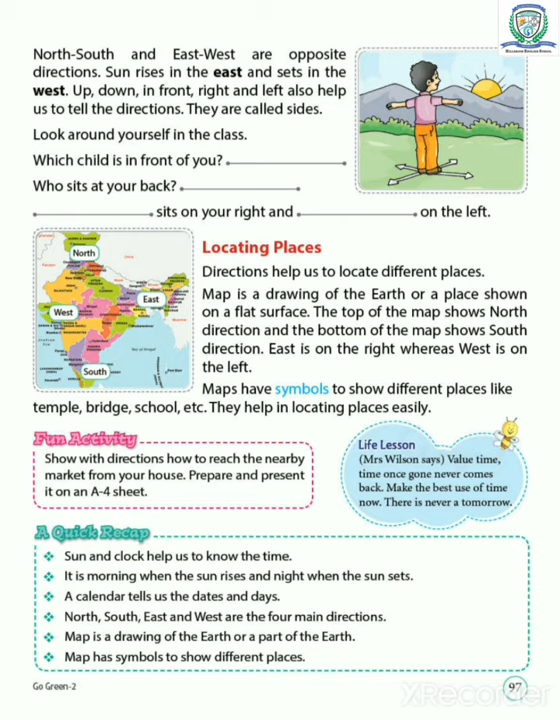 North-South and East-West are opposite
directions. Sun rises in the east and sets in the
west. Up, down, in front, right and left also help
us to tell the directions. They are called sides.
Look around yourself in the class.
Which child is in front of you?
Who sits at your back?
sits on your right and on the left.
North
East
West
South
Locating Places
Directions help us to locate different places.
Map is a drawing of the Earth or a place shown
on a flat surface. The top of the map shows North
direction and the bottom of the map shows South
direction. East is on the right whereas West is on
the left.
Maps have symbols to show different places like
temple, bridge, school, etc. They help in locating places easily.
Fun Activity
Show with directions how to reach the nearby
market from your house. Prepare and present
it on an A-4 sheet.
Life Lesson
(Mrs Wilson says) Value time,
time once gone never comes
back. Make the best use of time
now. There is never a tomorrow.
A Quick Recap
Sun and clock help us to know the time.
It is morning when the sun rises and night when the sun sets.
A calendar tells us the dates and days.
North, South, East and West are the four main directions.
Map is a drawing of the Earth or a part of the Earth.
Map has symbols to show different places.
Go Green-2
97
XRecorder